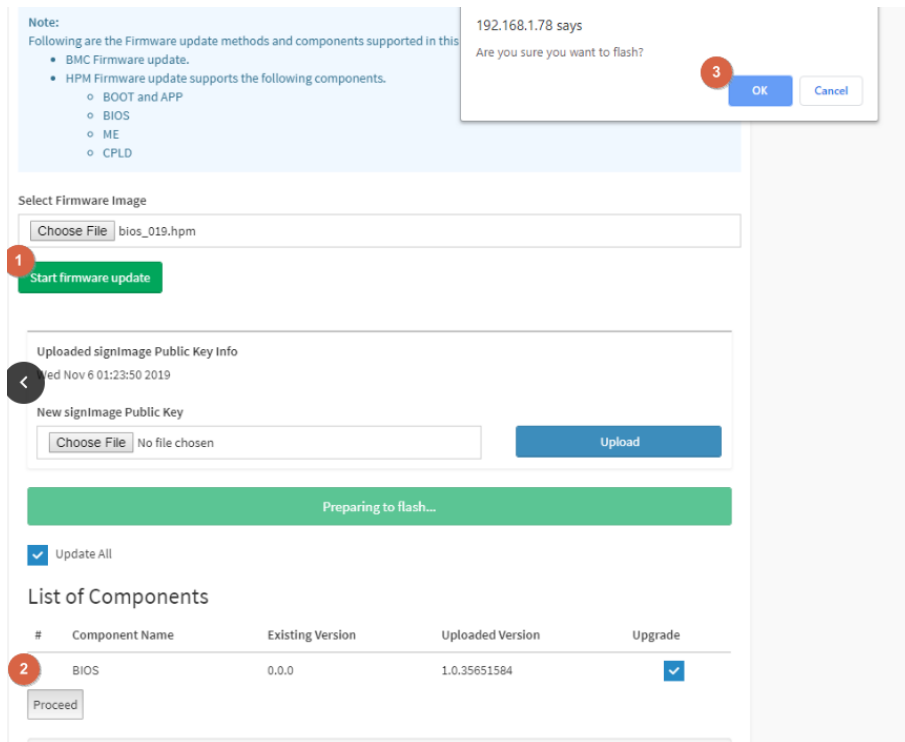 Note:
Following are the Firmware update methods and components supported in this
BMC Firmware update.
HPM Firmware update supports the following components.
BOOT and APP
BIOS
ME
CPLD
192.168.1.78 says
Are you sure you want to flash?
3
OK
Cancel
Select Firmware Image
Choose File bios_019.hpm
1
Start firmware update
Uploaded signImage Public Key Info
Wed Nov 6 01:23:50 2019
New signImage Public Key
Choose File No file chosen
Upload
Preparing to flash...
Update All
List of Components
# Component Name Existing Version Uploaded Version Upgrade
2 BIOS 0.0.0 1.0.35651584
Proceed